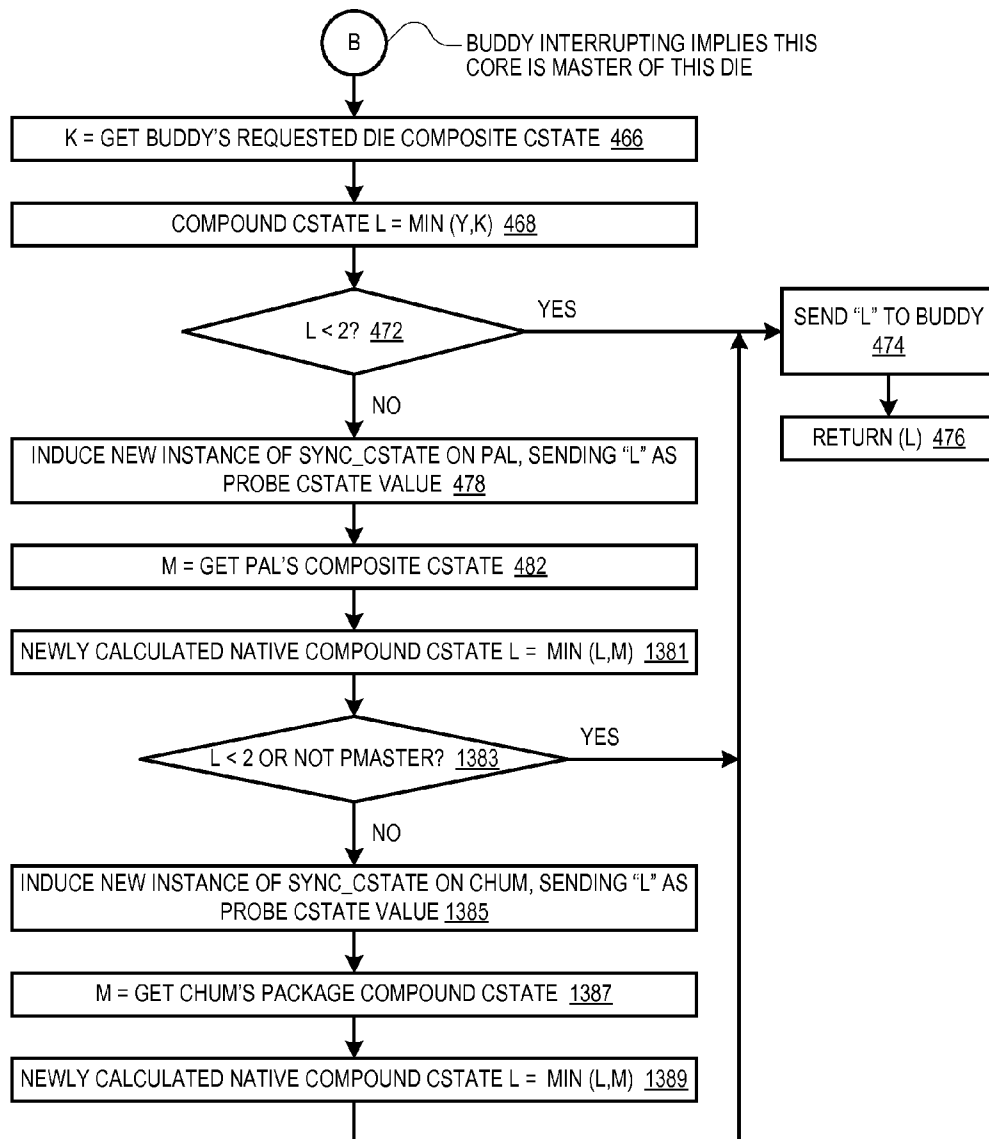 B
BUDDY INTERRUPTING IMPLIES THIS
CORE IS MASTER OF THIS DIE
K = GET BUDDY'S REQUESTED DIE COMPOSITE CSTATE 466
COMPOUND CSTATE L = MIN (Y,K) 468
L < 2? 472
YES
SEND “L” TO BUDDY
474
RETURN (L) 476
NO
INDUCE NEW INSTANCE OF SYNC_CSTATE ON PAL, SENDING “L” AS
PROBE CSTATE VALUE 478
M = GET PAL'S COMPOSITE CSTATE 482
NEWLY CALCULATED NATIVE COMPOUND CSTATE L = MIN (L,M) 1381
L < 2 OR NOT PMASTER? 1383
YES
NO
INDUCE NEW INSTANCE OF SYNC_CSTATE ON CHUM, SENDING “L” AS
PROBE CSTATE VALUE 1385
M = GET CHUM'S PACKAGE COMPOUND CSTATE 1387
NEWLY CALCULATED NATIVE COMPOUND CSTATE L = MIN (L,M) 1389